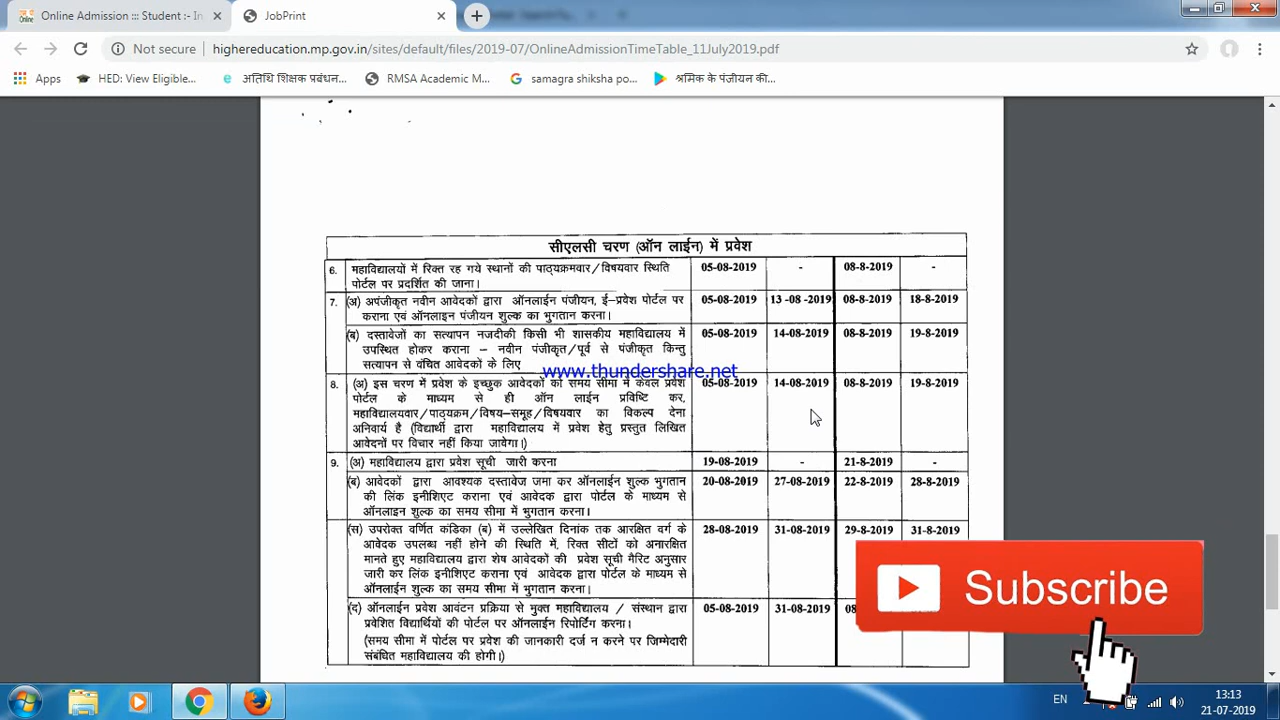 Online Admission ::: Student :- In
JobPrint
Not secure
highereducation.mp.gov.in/sites/default/files/2019-07/OnlineAdmissionTimeTable_11July2019.pdf
Apps
HED: View Eligible...
अतिथि शिक्षक प्रबंधन...
RMSA Academic M...
samagra shiksha po...
श्रमिक के पंजीयल की...
सीएलसी चरण (ऑन लाईन) में प्रवेश
6. महाविद्यालयों में रिक्त रह गये स्थानों की पाठ्यक्रमवार/विषयवार स्थिति 05-08-2019 - 08-8-2019 -
पोर्टल पर प्रदर्शित की जाना।
7. (अ) अपंजीकृत नवीन आवेदकों द्वारा ऑनलाईन पंजीयन, ई-प्रवेश पोर्टल पर 05-08-2019 13 -08 -2019 08-8-2019 18-8-2019
कराना एवं ऑनलाइन पंजीयन शुल्क का भुगतान करना।
(ब) दस्तावेजों का सत्यापन नजदीकी किसी भी शासकीय महाविद्यालय में 05-08-2019 14-08-2019 08-8-2019 19-8-2019
उपस्थित होकर कराना – नवीन पंजीकृत/पूर्व से पंजीकृत किन्तु
सत्यापन से वंचित आवेदकों के लिए
www.thundershare.net
8. (अ) इस चरण में प्रवेश के इच्छुक आवेदकों को समय सीमा में केवल प्रवेश 05-08-2019 14-08-2019 08-8-2019 19-8-2019
पोर्टल के माध्यम से ही ऑन लाईन प्रविष्टि कर,
महाविद्यालयवार/पाठ्यक्रम/विषय-समूह/विषयवार का विकल्प देना
अनिवार्य है (विद्यार्थी द्वारा महाविद्यालय में प्रवेश हेतु प्रस्तुत लिखित
आवेदनों पर विचार नहीं किया जावेगा।)
9. (अ) महाविद्यालय द्वारा प्रवेश सूची जारी करना 19-08-2019 - 21-8-2019 -
(ब) आवेदकों द्वारा आवश्यक दस्तावेज जमा कर ऑनलाईन शुल्क भुगतान 20-08-2019 27-08-2019 22-8-2019 28-8-2019
की लिंक इनीशिएट कराना एवं आवेदक द्वारा पोर्टल के माध्यम से
ऑनलाईन शुल्क का समय सीमा में भुगतान करना।
(स) उपरोक्त वर्णित कंडिका (ब) में उल्लेखित दिनांक तक आरक्षित वर्ग के 28-08-2019 31-08-2019 29-8-2019 31-8-2019
आवेदक उपलब्ध नहीं होने की स्थिति में, रिक्त सीटों को अनारक्षित
मानते हुए महाविद्यालय द्वारा शेष आवेदकों की प्रवेश सूची मैरिट अनुसार
जारी कर लिंक इनीशिएट कराना एवं आवेदक द्वारा पोर्टल के माध्यम से
ऑनलाईन शुल्क का समय सीमा में भुगतान करना।
Subscribe
(द) ऑनलाईन प्रवेश आवंटन प्रक्रिया से मुक्त महाविद्यालय / संस्थान द्वारा 05-08-2019 31-08-2019
प्रवेशित विद्यार्थियों की पोर्टल पर ऑनलाईन रिपोर्टिंग करना।
(समय सीमा में पोर्टल पर प्रवेश की जानकारी दर्ज न करने पर जिम्मेदारी
संबंधित महाविद्यालय की होगी।)
EN
13:13
21-07-2019